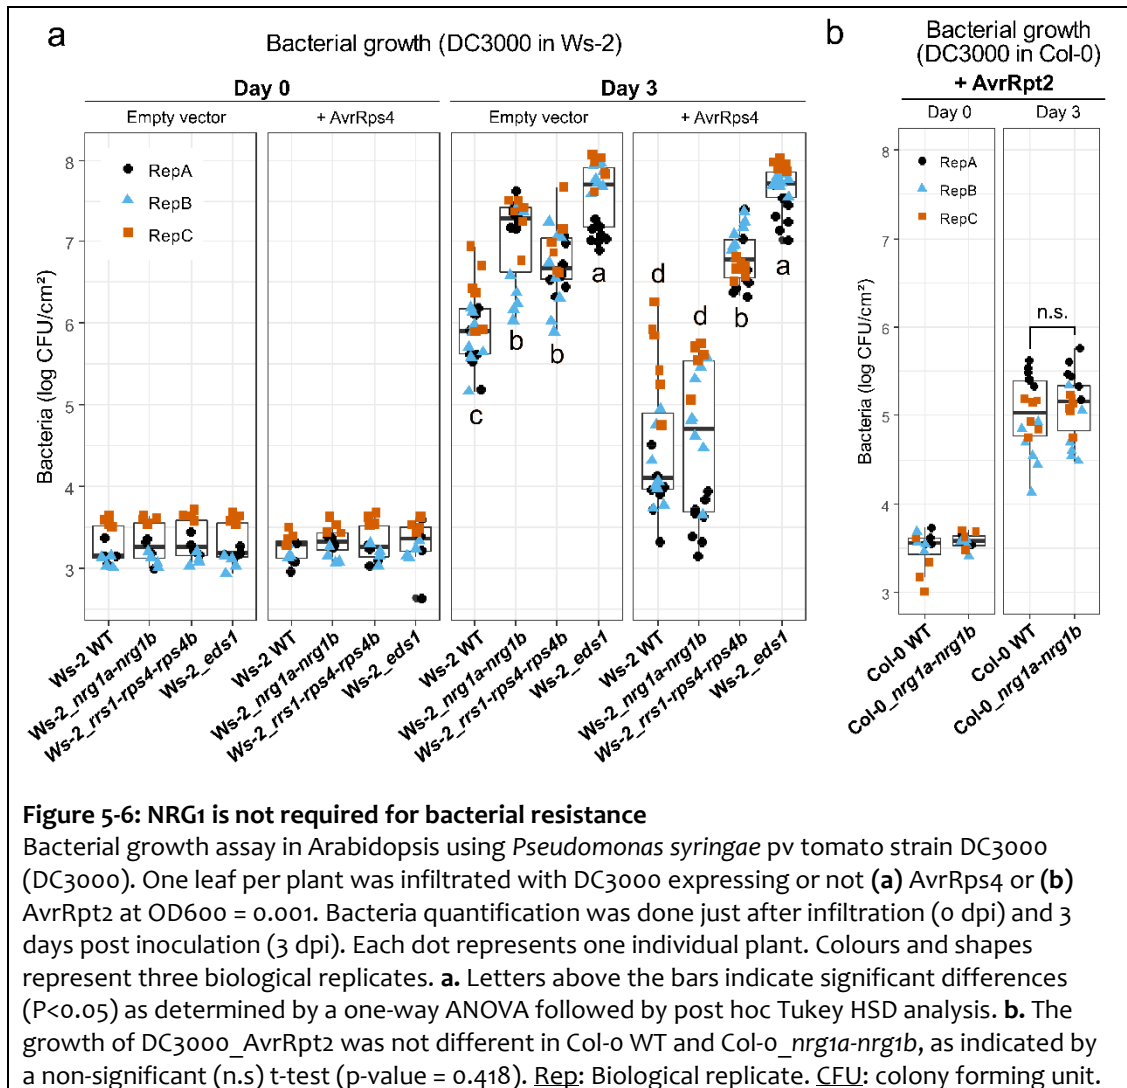 a
Bacterial growth (DC3000 in Ws-2)
Day 0
Day 3
Empty vector
+ AvrRps4
Empty vector
+ AvrRps4
Bacteria (log CFU/cm²)
8
7
6
5
4
3
RepA
RepB
RepC
c
b
b
a
d
d
b
a
Ws-2 WT
Ws-2_nrg1a-nrg1b
Ws-2_rrs1-rps4-rps4b
Ws-2_eds1
Ws-2 WT
Ws-2_nrg1a-nrg1b
Ws-2_rrs1-rps4-rps4b
Ws-2_eds1
Ws-2 WT
Ws-2_nrg1a-nrg1b
Ws-2_rrs1-rps4-rps4b
Ws-2_eds1
Ws-2 WT
Ws-2_nrg1a-nrg1b
Ws-2_rrs1-rps4-rps4b
Ws-2_eds1
b
Bacterial growth
(DC3000 in Col-0)
+ AvrRpt2
Day 0
Day 3
Bacteria (log CFU/cm²)
8
7
6
5
4
3
RepA
RepB
RepC
n.s.
Col-0 WT
Col-0_nrg1a-nrg1b
Col-0 WT
Col-0_nrg1a-nrg1b
Figure 5-6: NRG1 is not required for bacterial resistance
Bacterial growth assay in Arabidopsis using Pseudomonas syringae pv tomato strain DC3000
(DC3000). One leaf per plant was infiltrated with DC3000 expressing or not (a) AvrRps4 or (b)
AvrRpt2 at OD600 = 0.001. Bacteria quantification was done just after infiltration (0 dpi) and 3
days post inoculation (3 dpi). Each dot represents one individual plant. Colours and shapes
represent three biological replicates. a. Letters above the bars indicate significant differences
(P<0.05) as determined by a one-way ANOVA followed by post hoc Tukey HSD analysis. b. The
growth of DC3000_AvrRpt2 was not different in Col-0 WT and Col-0_nrg1a-nrg1b, as indicated by
a non-significant (n.s) t-test (p-value = 0.418). Rep: Biological replicate. CFU: colony forming unit.